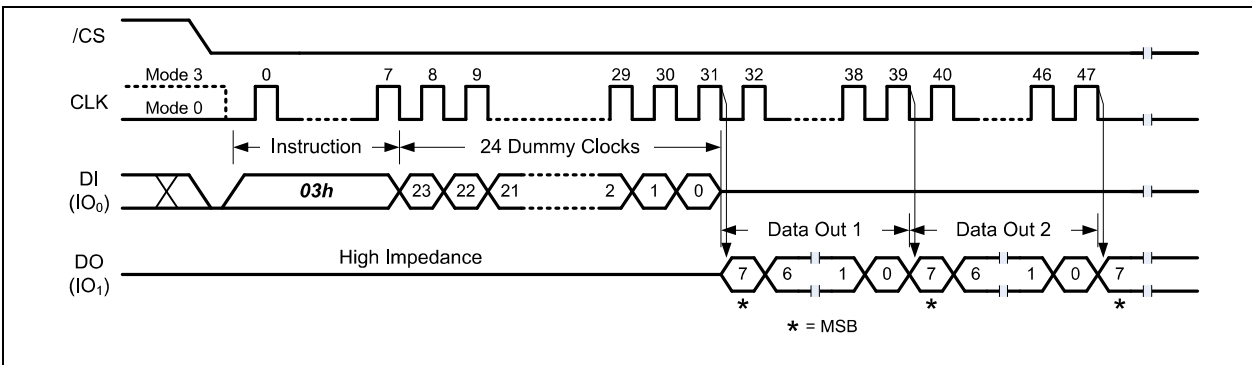 /CS
Mode 3 0 7 8 9 29 30 31 32 38 39 40 46 47
CLK
Mode 0
Instruction 24 Dummy Clocks
DI
(IO₀)
03h 23 22 21 2 1 0
Data Out 1 Data Out 2
High Impedance
DO
(IO₁)
7 6 1 0 7 6 1 0 7
* * *
* = MSB